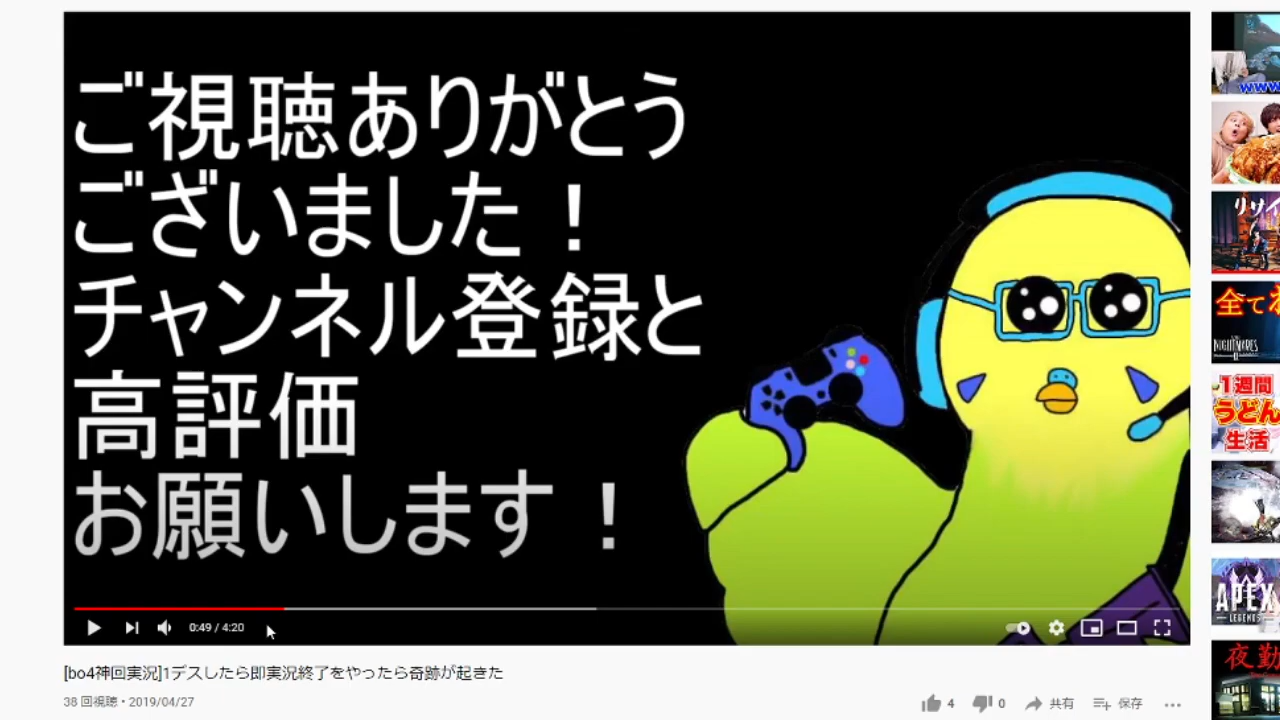 ご視聴ありがとう
ございました！
チャンネル登録と
高評価
お願いします！
0:49 / 4:20
[bo4神回実況]1デスしたら即実況終了をやったら奇跡が起きた
38 回視聴・2019/04/27
4
0
共有
保存
www
リサイ
全てネ
NIGHTMARES
1週間
うどん
生活
APEX
LEGENDS
夜勤